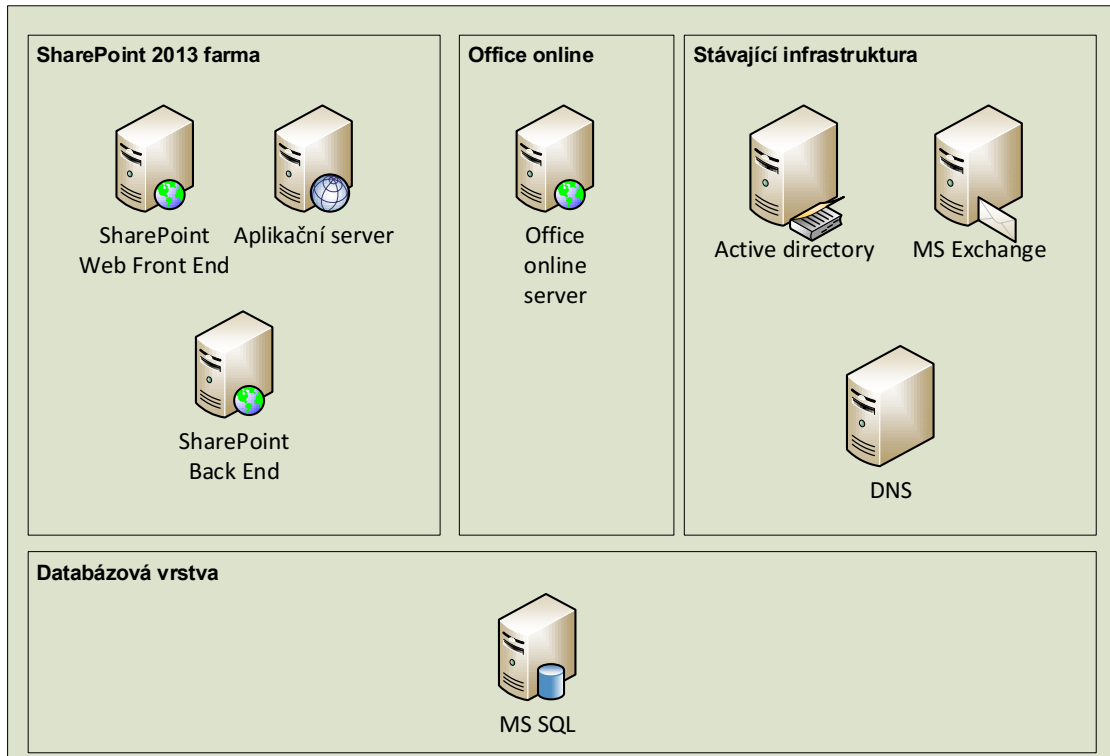 SharePoint 2013 farma
SharePoint
Web Front End
Aplikační server
SharePoint
Back End
Office online
Office
online
server
Stávající infrastruktura
Active directory
MS Exchange
DNS
Databázová vrstva
MS SQL